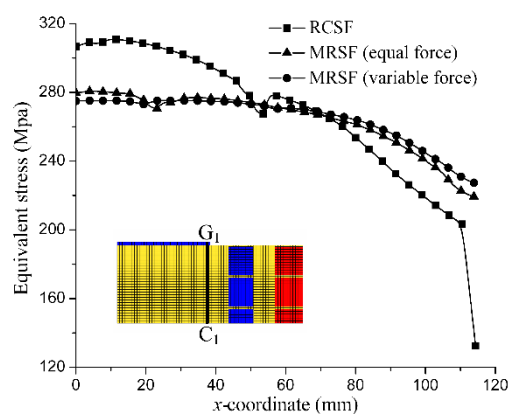 320
280
240
200
160
120
Equivalent stress (Mpa)
RCSF
MRSF (equal force)
MRSF (variable force)
G1
C1
0 20 40 60 80 100 120
x-coordinate (mm)